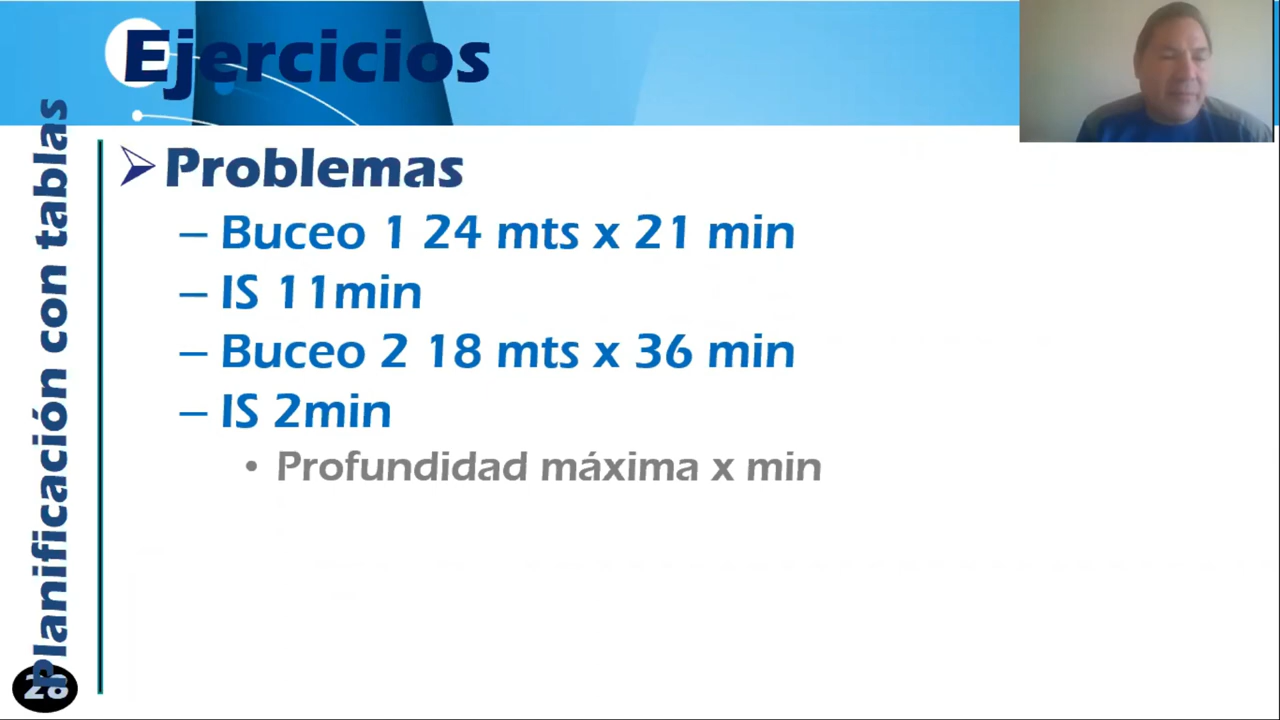 Ejercicios
Planificación con tablas
Problemas
– Buceo 1 24 mts x 21 min
– IS 11min
– Buceo 2 18 mts x 36 min
– IS 2min
• Profundidad máxima x min
28